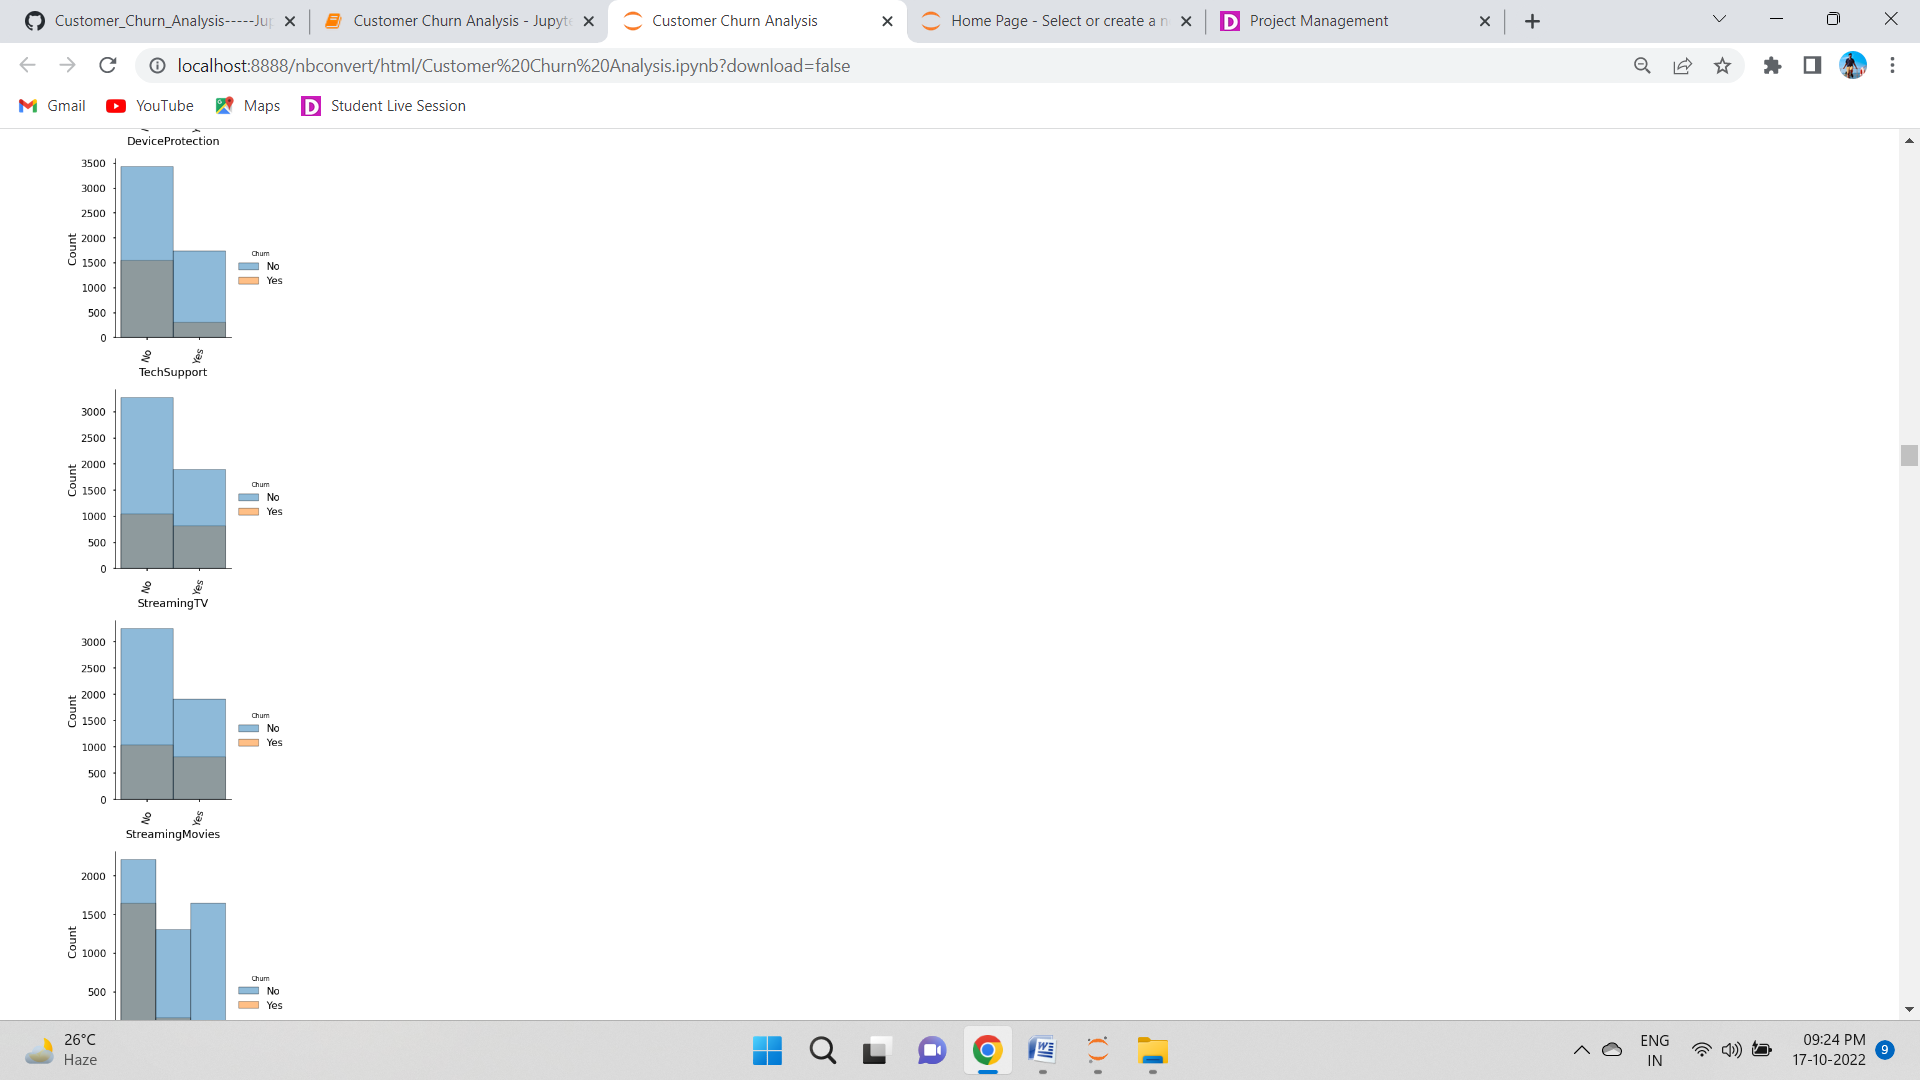 Customer_Churn_Analysis-----Ju
Customer Churn Analysis - Jupyt
Customer Churn Analysis
Home Page - Select or create a n
Project Management
localhost:8888/nbconvert/html/Customer%20Churn%20Analysis.ipynb?download=false
Gmail
YouTube
Maps
Student Live Session
DeviceProtection
3500
3000
2500
2000
1500
1000
500
0
Count
Churn
No
Yes
No
Yes
TechSupport
3000
2500
2000
1500
1000
500
0
Count
Churn
No
Yes
No
Yes
StreamingTV
3000
2500
2000
1500
1000
500
0
Count
Churn
No
Yes
No
Yes
StreamingMovies
2000
1500
1000
500
Count
Churn
No
Yes
26°C
Haze
ENG
IN
09:24 PM
17-10-2022
9